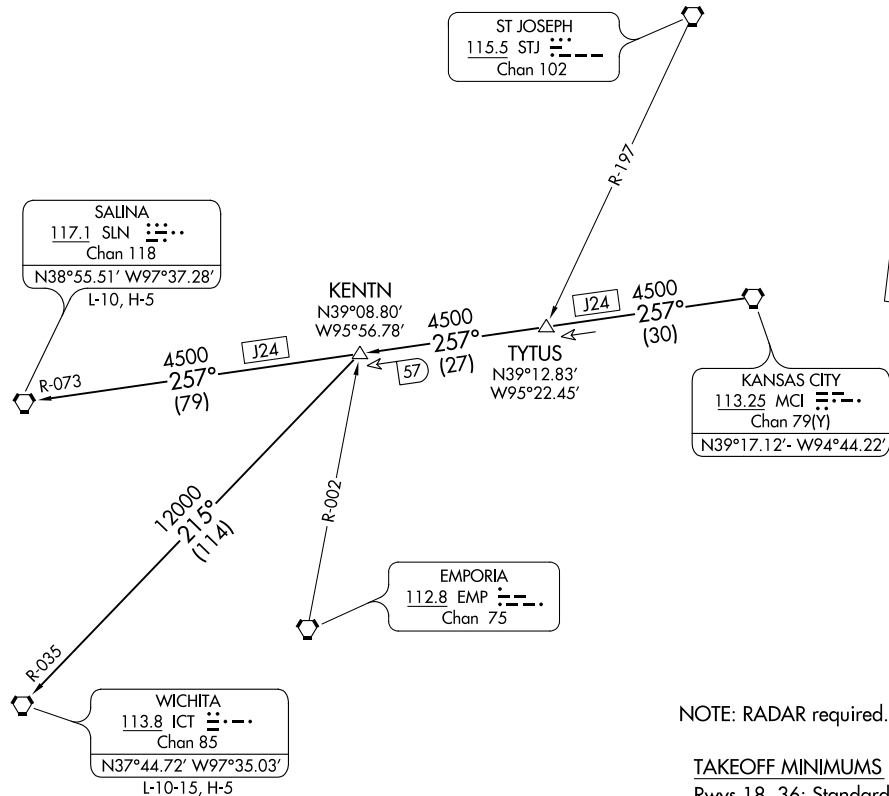 ST JOSEPH
115.5 STJ
Chan 102
R-197
SALINA
117.1 SLN
Chan 118
N38°55.51' W97°37.28'
L-10, H-5
KENTN
N39°08.80'
W95°56.78'
4500
J24
257°
(30)
4500
257°
(27)
TYTUS
N39°12.83'
W95°22.45'
57
4500
J24
257°
(79)
R-073
KANSAS CITY
113.25 MCI
Chan 79(Y)
N39°17.12'- W94°44.22'
12000
215°
(114)
R-002
EMPORIA
112.8 EMP
Chan 75
R-035
WICHITA
113.8 ICT
Chan 85
N37°44.72' W97°35.03'
L-10-15, H-5
NOTE: RADAR required.
TAKEOFF MINIMUMS
Rwys 18, 36: Standard